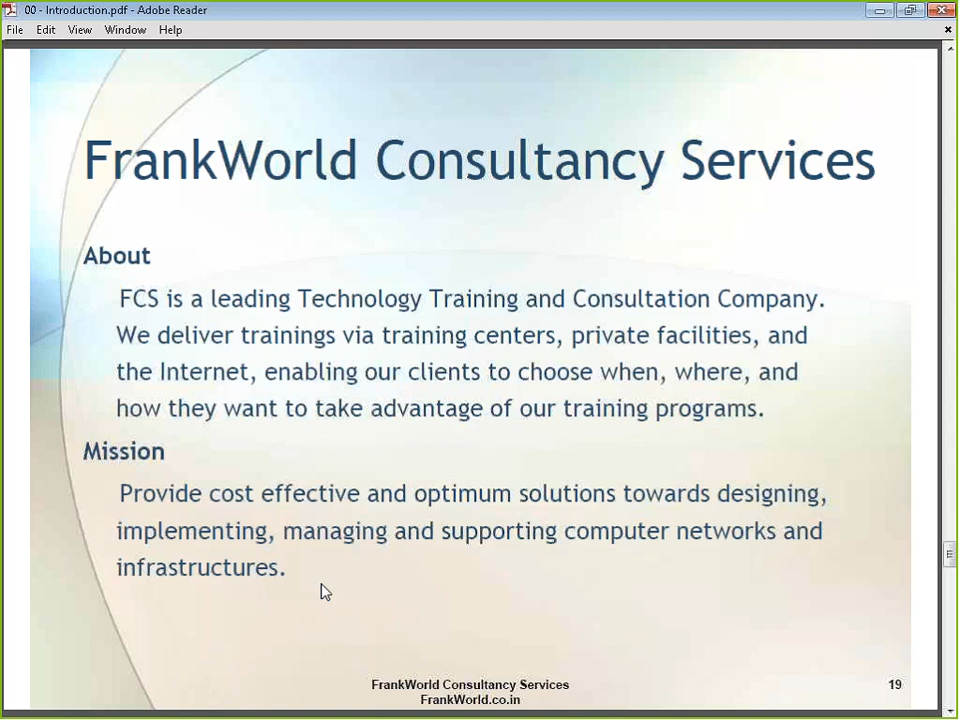 00 - Introduction.pdf - Adobe Reader
File Edit View Window Help
FrankWorld Consultancy Services
About
FCS is a leading Technology Training and Consultation Company.
We deliver trainings via training centers, private facilities, and
the Internet, enabling our clients to choose when, where, and
how they want to take advantage of our training programs.
Mission
Provide cost effective and optimum solutions towards designing,
implementing, managing and supporting computer networks and
infrastructures.
FrankWorld Consultancy Services
FrankWorld.co.in
19